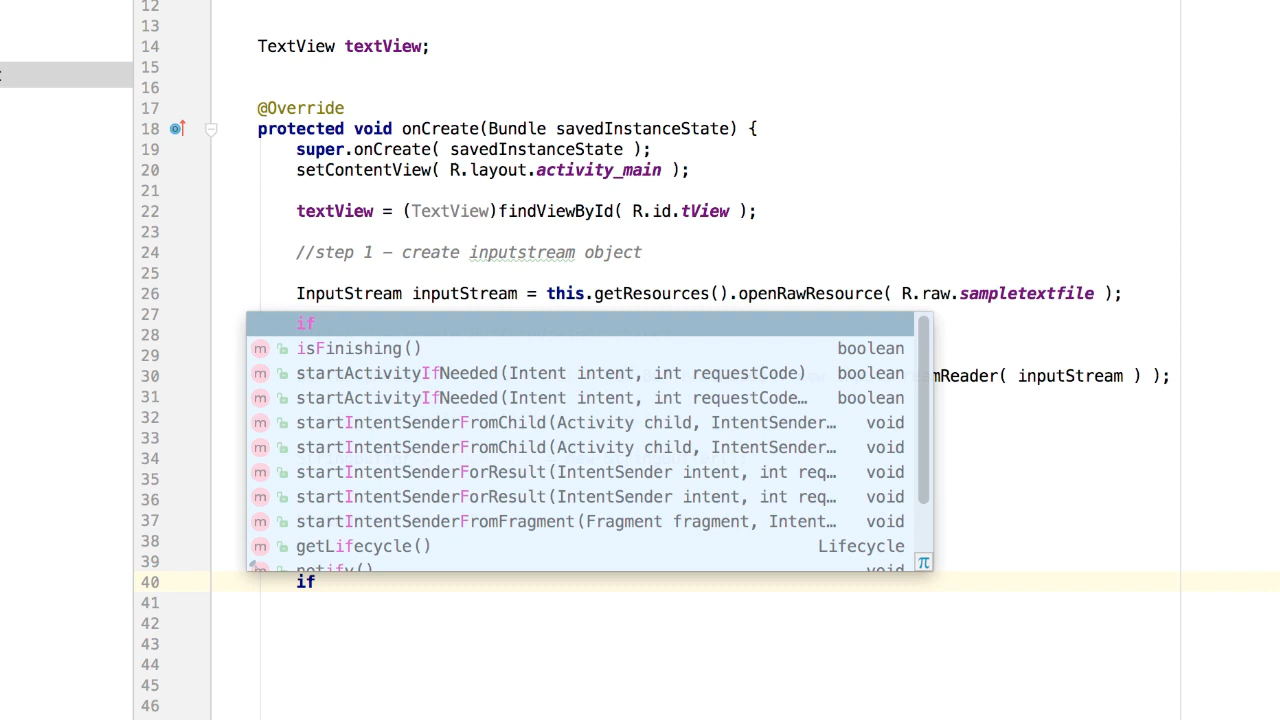 12
13
14 TextView textView;
15
16
17 @Override
18 protected void onCreate(Bundle savedInstanceState) {
19 super.onCreate( savedInstanceState );
20 setContentView( R.layout.activity_main );
21
22 textView = (TextView)findViewById( R.id.tView );
23
24 //step 1 – create inputstream object
25
26 InputStream inputStream = this.getResources().openRawResource( R.raw.sampletextfile );
27
if
28
m isFinishing() boolean
29
m startActivityIfNeeded(Intent intent, int requestCode) boolean
30 mReader( inputStream ) );
31
m startActivityIfNeeded(Intent intent, int requestCode… boolean
32
m startIntentSenderFromChild(Activity child, IntentSender… void
33
m startIntentSenderFromChild(Activity child, IntentSender… void
34
m startIntentSenderForResult(IntentSender intent, int req… void
35
36
m startIntentSenderForResult(IntentSender intent, int req… void
37
m startIntentSenderFromFragment(Fragment fragment, Intent… void
38
m getLifecycle() Lifecycle
39
m notify() void
π
40 if
41
42
43
44
45
46